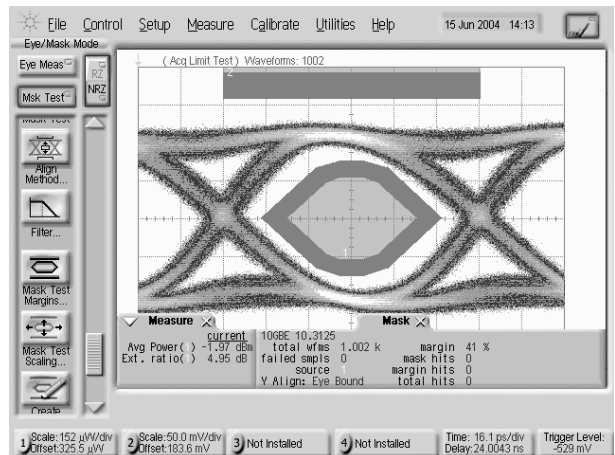 File Control Setup Measure Calibrate Utilities Help 15 Jun 2004 14:13
Eye/Mask Mode
Eye Meas
RZ
NRZ
Msk Test
( Acq Limit Test ) Waveforms: 1002
2
Mask Test
Align
Method...
Filter...
Mask Test
Margins...
Mask Test
Scaling...
Create
1
Measure
Mask
current
Avg Power( ) -1.97 dBm
Ext. ratio( ) 4.95 dB
10GBE 10.3125
total wfms 1.002 k margin 41 %
failed smpls 0 mask hits 0
source 1 margin hits 0
Y Align: Eye Bound total hits 0
1 Scale:152 µW/div
Offset:325.5 µW
2 Scale:50.0 mV/div
Offset:183.6 mV
3 Not Installed
4 Not Installed
Time: 16.1 ps/div
Delay:24.0043 ns
Trigger Level:
-529 mV